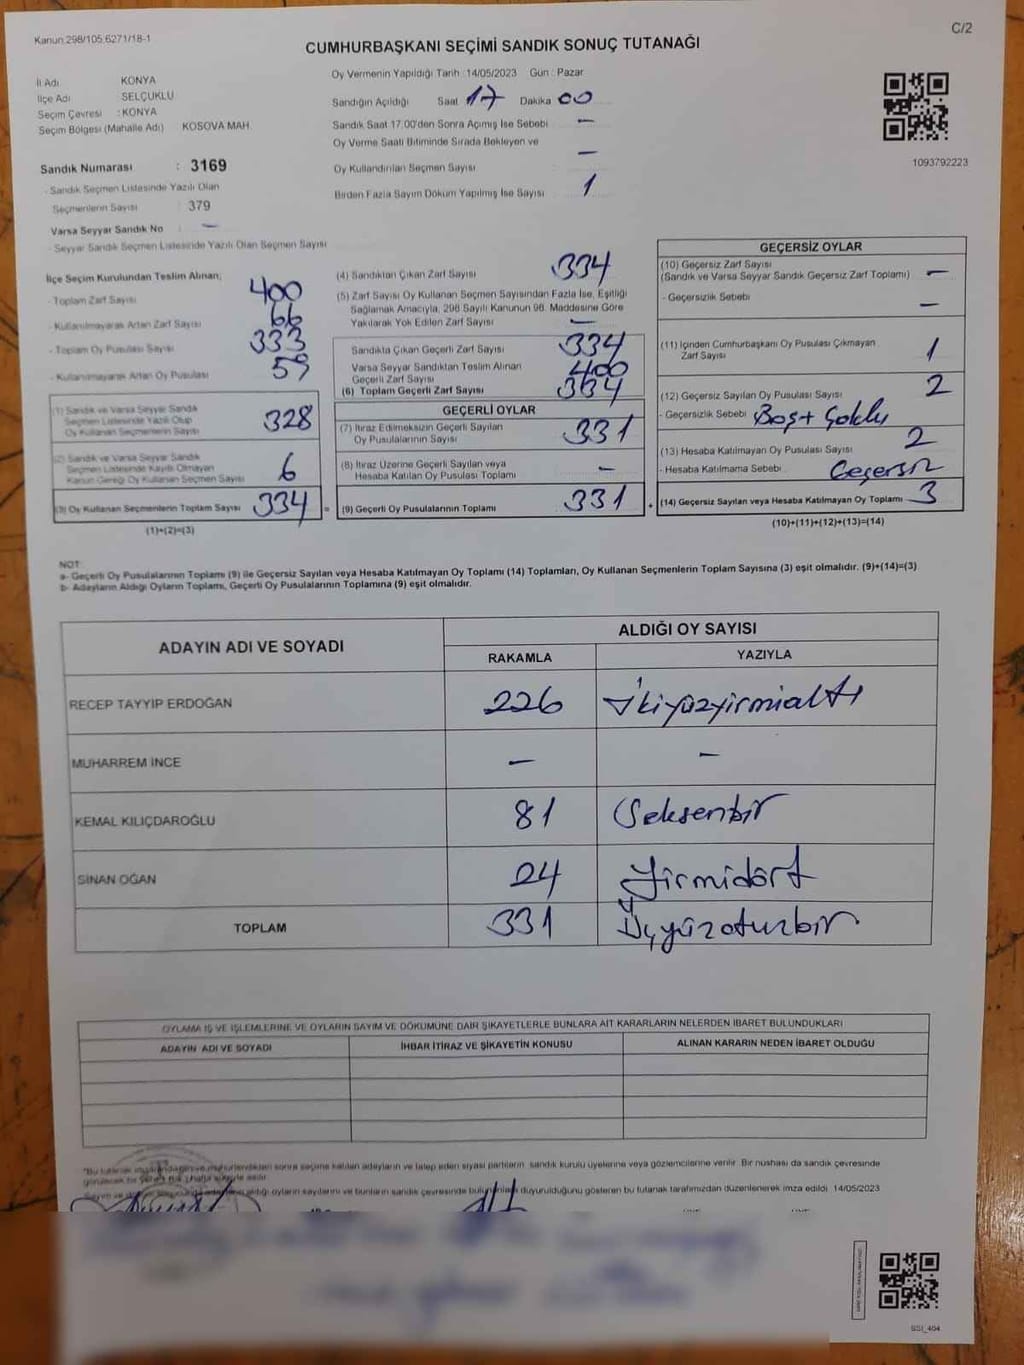 Kanun 298/105 6271/18-1
C/2
CUMHURBAŞKANI SEÇİMİ SANDIK SONUÇ TUTANAĞI
İl Adı KONYA
İlçe Adı SELÇUKLU
Seçim Çevresi : KONYA
Seçim Bölgesi (Mahalle Adı) KOSOVA MAH.
Sandık Numarası : 3169
- Sandık Seçmen Listesinde Yazılı Olan
Seçmenlerin Sayısı : 379
Varsa Seyyar Sandık No —
- Seyyar Sandık Listesinde Yazılı Olan Seçmen Sayısı
Oy Vermenin Yapıldığı Tarih : 14/05/2023 Gün : Pazar
Sandığın Açıldığı Saat 17 Dakika 00
Sandık Saat 17.00'den Sonra Açımış İse Sebebi —
Oy Verme Saati Bitiminde Sırada Bekleyen ve
Oy Kullandırılan Seçmen Sayısı —
Birden Fazla Sayım Döküm Yapılmış İse Sayısı 1
1093792223
İlçe Seçim Kurulundan Teslim Alınan;
- Toplam Zarf Sayısı 400
- Kullanılmayarak Artan Zarf Sayısı 66
- Toplam Oy Pusulası Sayısı 333
- Kullanılmayarak Artan Oy Pusulası 59
(1) Sandık ve Varsa Seyyar Sandık
Seçmen Listesinde Yazılı Olup
Oy Kullanan Seçmenlerin Sayısı 328
(2) Sandık ve Varsa Seyyar Sandık
Seçmen Listesinde Kayıtlı Olmayan
Kanun Gereği Oy Kullanan Seçmen Sayısı 6
(3) Oy Kullanan Seçmenlerin Toplam Sayısı 334 =
(1)+(2)=(3)
(4) Sandıktan Çıkan Zarf Sayısı 334
(5) Zarf Sayısı Oy Kullanan Seçmen Sayısından Fazla İse, Eşitliği
Sağlamak Amacıyla, 298 Sayılı Kanunun 98. Maddesine Göre
Yakılarak Yok Edilen Zarf Sayısı —
Sandıkta Çıkan Geçerli Zarf Sayısı 334
Varsa Seyyar Sandıktan Teslim Alınan
Geçerli Zarf Sayısı 400
(6) Toplam Geçerli Zarf Sayısı 334
GEÇERLİ OYLAR
(7) İtiraz Edilmeksizin Geçerli Sayılan
Oy Pusulalarının Sayısı 331
(8) İtiraz Üzerine Geçerli Sayılan veya
Hesaba Katılan Oy Pusulası Toplamı —
(9) Geçerli Oy Pusulalarının Toplamı 331 +
GEÇERSİZ OYLAR
(10) Geçersiz Zarf Sayısı
(Sandık ve Varsa Seyyar Sandık Geçersiz Zarf Toplamı) —
- Geçersizlik Sebebi —
(11) İçinden Cumhurbaşkanı Oy Pusulası Çıkmayan
Zarf Sayısı 1
(12) Geçersiz Sayılan Oy Pusulası Sayısı 2
- Geçersizlik Sebebi Boş+
(13) Hesaba Katılmayan Oy Pusulası Sayısı 2
- Hesaba Katılmama Sebebi Geçersiz
(14) Geçersiz Sayılan veya Hesaba Katılmayan Oy Toplamı 3
(10)+(11)+(12)+(13)=(14)
NOT:
a- Geçerli Oy Pusulalarının Toplamı (9) ile Geçersiz Sayılan veya Hesaba Katılmayan Oy Toplamı (14) Toplamları, Oy Kullanan Seçmenlerin Toplam Sayısına (3) eşit olmalıdır. (9)+(14)=(3)
b- Adayların Aldığı Oyların Toplamı, Geçerli Oy Pusulalarının Toplamına (9) eşit olmalıdır.
ADAYIN ADI VE SOYADI
ALDIĞI OY SAYISI
RAKAMLA YAZIYLA
RECEP TAYYIP ERDOĞAN 226 İkiyüzyirmialtı
MUHARREM İNCE — —
KEMAL KILIÇDAROĞLU 81 Seksenbir
SİNAN OĞAN 24 Yirmidört
TOPLAM 331 Üçyüzotuzbir
OYLAMA İŞ VE İŞLEMLERİNE VE OYLARIN SAYIM VE DÖKÜMÜNE DAİR ŞİKAYETLERLE BUNLARA AİT KARARLARIN NELERDEN İBARET BULUNDUKLARI
ADAYIN ADI VE SOYADI İHBAR İTİRAZ VE ŞİKAYETİN KONUSU ALINAN KARARIN NEDEN İBARET OLDUĞU
*Bu tutanak sonra seçime katılan adayların ve talep eden siyasi partilerin sandık kurulu üyelerine veya gözlemcilerine verilir. Bir nüshası da sandık çevresinde
aldığı oyların sayılarını ve bunların sandık çevresinde duyurulduğunu gösteren bu tutanak tarafımızdan düzenlenerek imza edildi. 14/05/2023
SSI_404